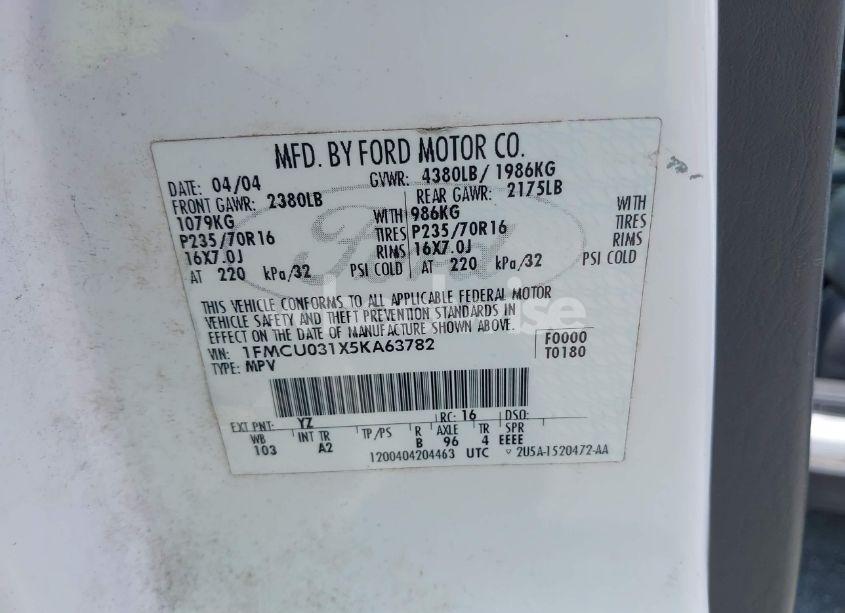 MFD. BY FORD MOTOR CO.
DATE: 04/04 GVWR: 4380LB/ 1986KG
FRONT GAWR: 2380LB REAR GAWR: 2175LB
1079KG WITH 986KG WITH
P235/70R16 TIRES P235/70R16 TIRES
16X7.0J RIMS 16X7.0J RIMS
AT 220 kPa/32 PSI COLD AT 220 kPa/32 PSI COLD
THIS VEHICLE CONFORMS TO ALL APPLICABLE FEDERAL MOTOR
VEHICLE SAFETY AND THEFT PREVENTION STANDARDS IN
EFFECT ON THE DATE OF MANUFACTURE SHOWN ABOVE.
VIN: 1FMCU031X5KA63782 F0000
TYPE: MPV T0180
EXT PNT: YZ RC: 16 DSO:
WB INT TR TP/PS R AXLE TR SPR
103 A2 B 96 4 EEEE
1200404204463 UTC 2U5A-1520472-AA
Ford